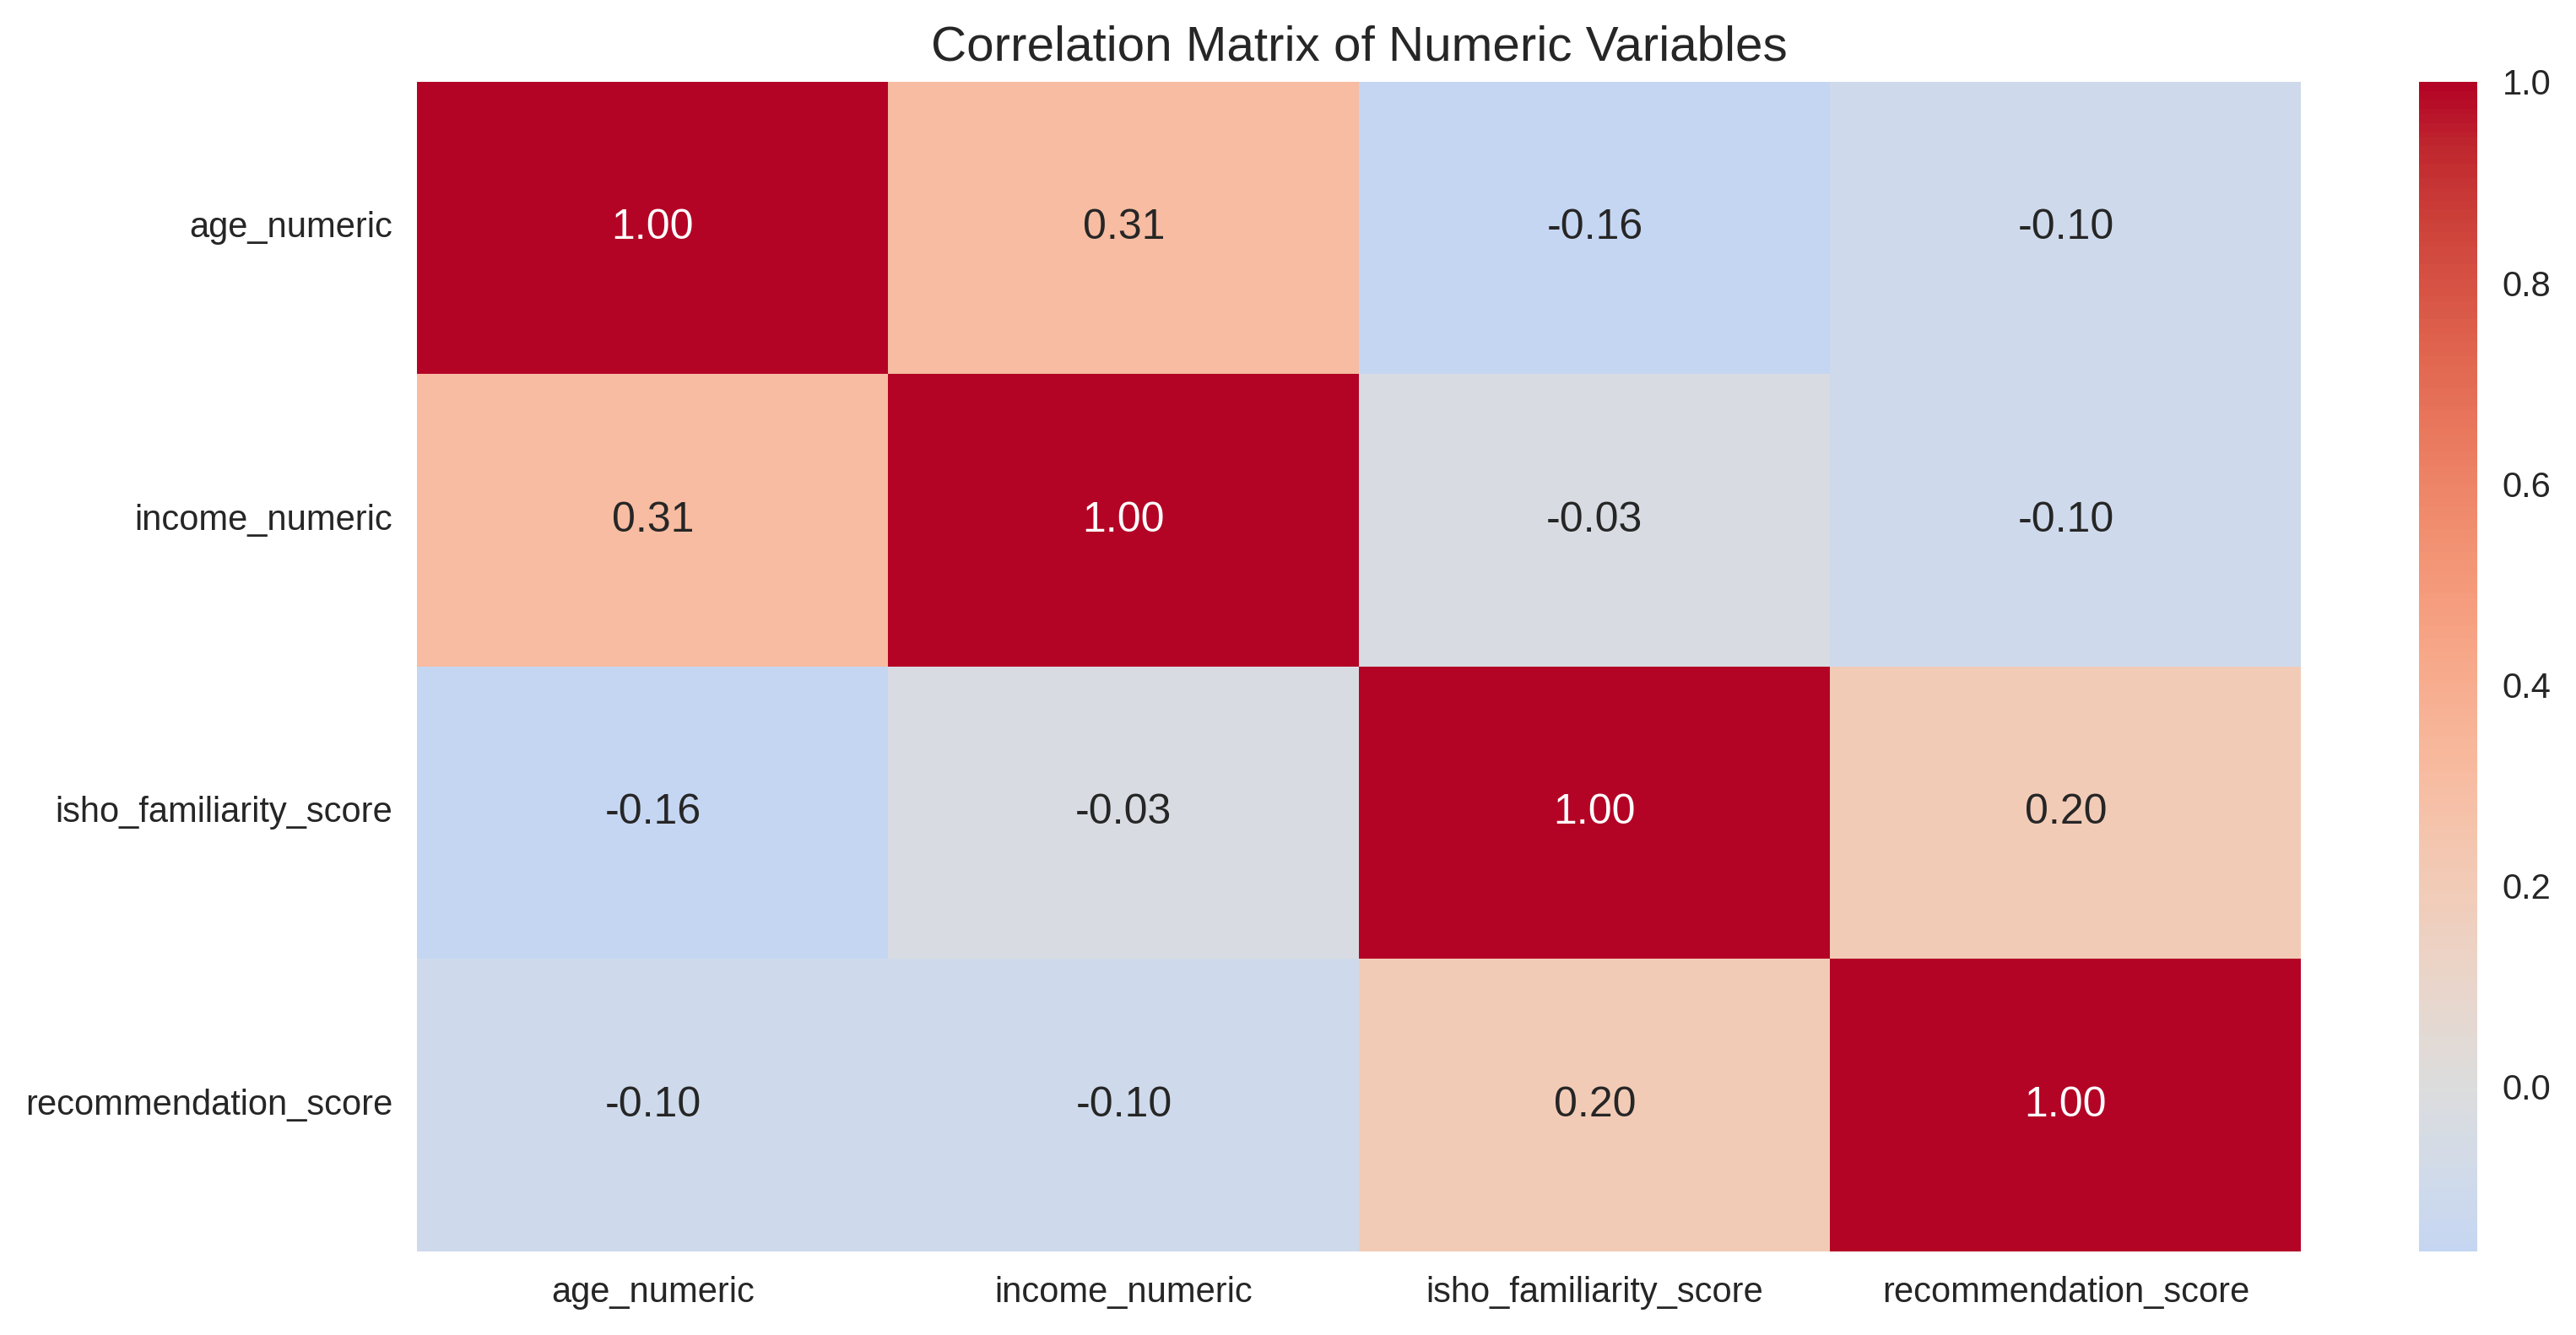 Correlation Matrix of Numeric Variables
age_numeric 1.00 0.31 -0.16 -0.10
income_numeric 0.31 1.00 -0.03 -0.10
isho_familiarity_score -0.16 -0.03 1.00 0.20
recommendation_score -0.10 -0.10 0.20 1.00
age_numeric income_numeric isho_familiarity_score recommendation_score
1.0
0.8
0.6
0.4
0.2
0.0